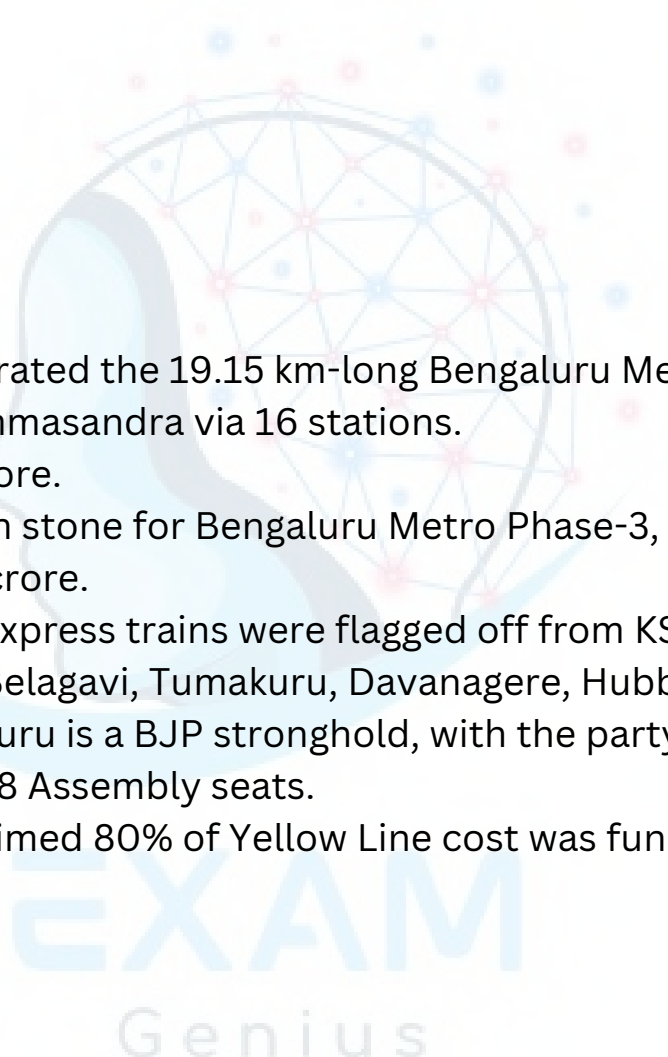 rated the 19.15 km-long Bengaluru Me
masandra via 16 stations.
ore.
n stone for Bengaluru Metro Phase-3,
crore.
xpress trains were flagged off from KS
Belagavi, Tumakuru, Davanagere, Hubb
uru is a BJP stronghold, with the party
8 Assembly seats.
imed 80% of Yellow Line cost was fun
EXAM
Genius